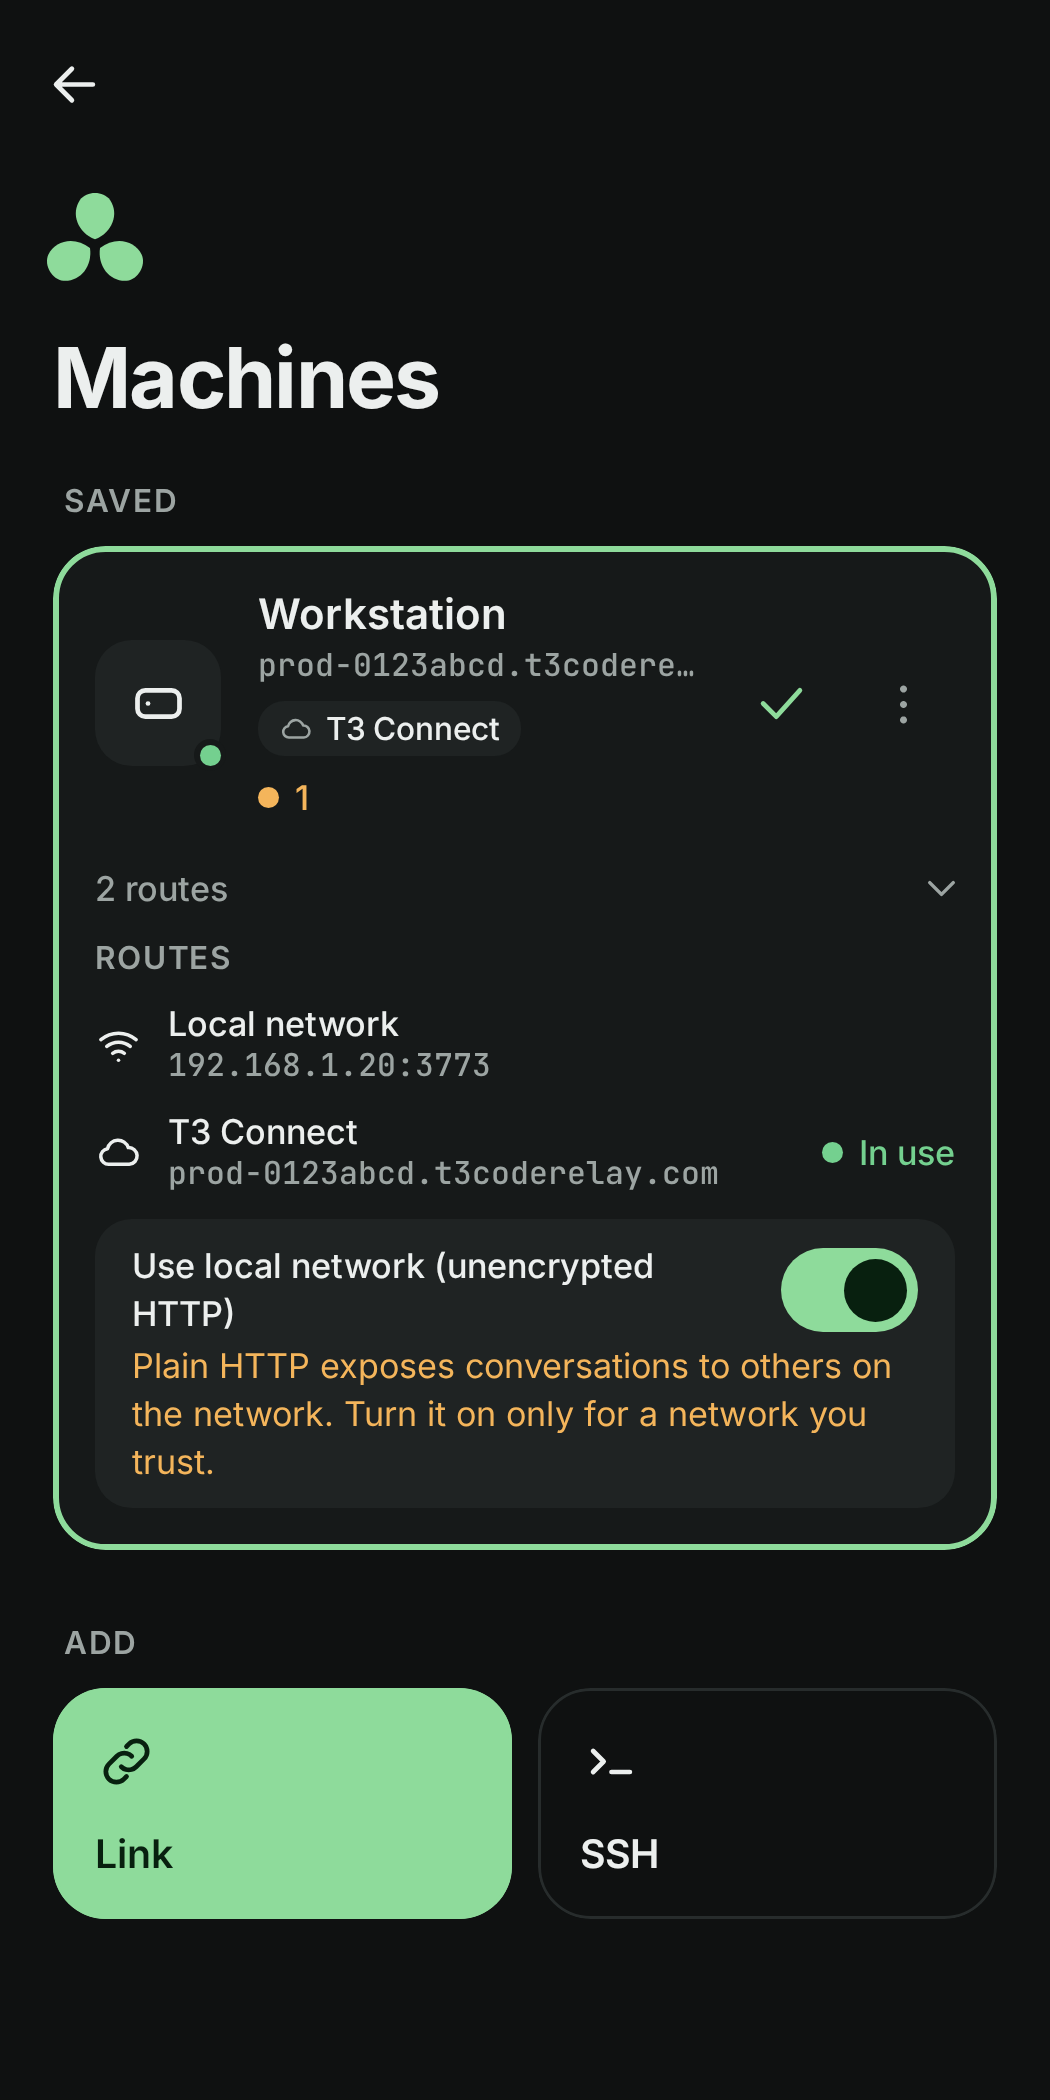 Machines
SAVED
Workstation
prod-0123abcd.t3codere…
T3 Connect
1
2 routes
ROUTES
Local network
192.168.1.20:3773
T3 Connect
prod-0123abcd.t3coderelay.com
In use
Use local network (unencrypted
HTTP)
Plain HTTP exposes conversations to others on
the network. Turn it on only for a network you
trust.
ADD
Link
SSH